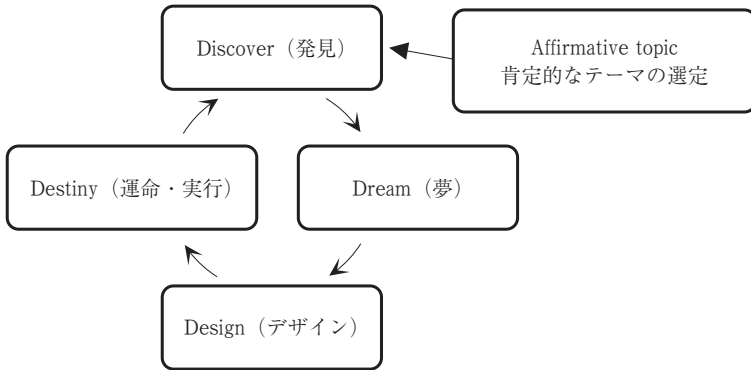 Discover（発見）
Affirmative topic
肯定的なテーマの選定
Destiny（運命・実行）
Dream（夢）
Design（デザイン）